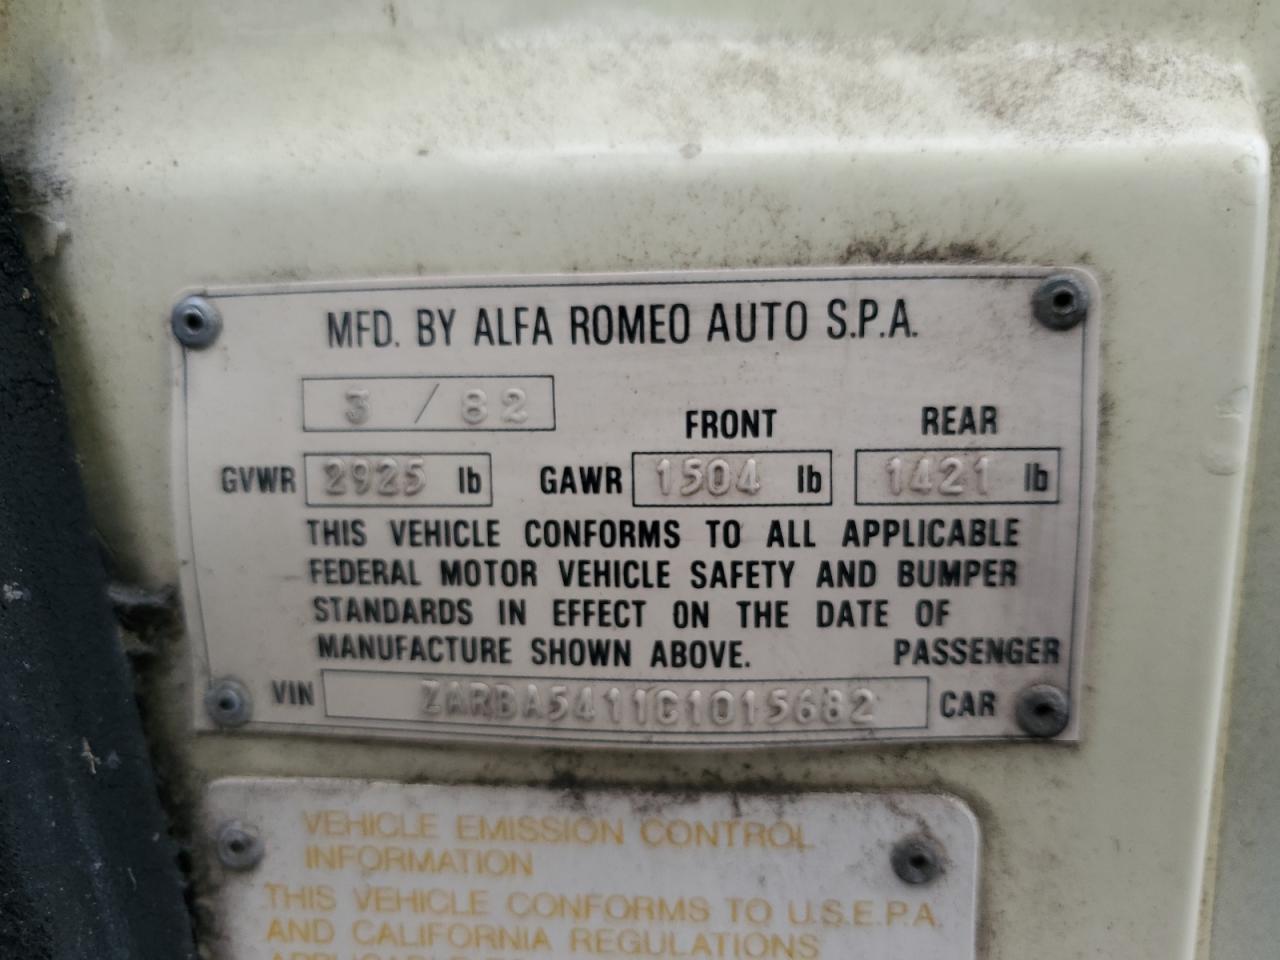 MFD. BY ALFA ROMEO AUTO S.P.A.
3 / 82
FRONT REAR
GVWR 2925 lb GAWR 1504 lb 1421 lb
THIS VEHICLE CONFORMS TO ALL APPLICABLE
FEDERAL MOTOR VEHICLE SAFETY AND BUMPER
STANDARDS IN EFFECT ON THE DATE OF
MANUFACTURE SHOWN ABOVE. PASSENGER
VIN ZARBA5411C1015682 CAR
VEHICLE EMISSION CONTROL
INFORMATION
THIS VEHICLE CONFORMS TO U.S.E.P.A.
AND CALIFORNIA REGULATIONS